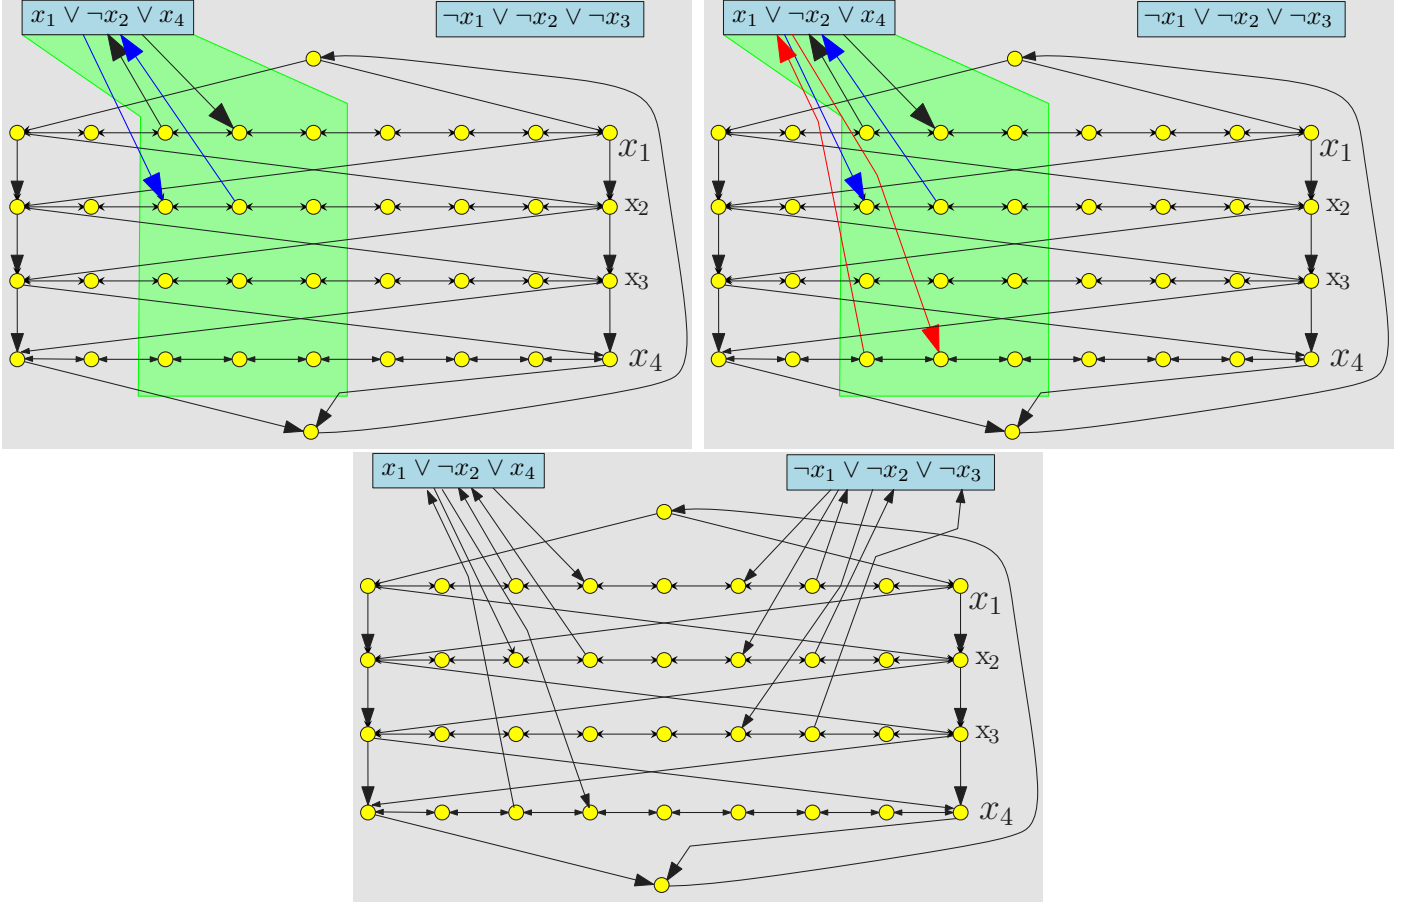 x₁ ∨ ¬x₂ ∨ x₄
¬x₁ ∨ ¬x₂ ∨ ¬x₃
x₁
x₂
x₃
x₄
x₁ ∨ ¬x₂ ∨ x₄
¬x₁ ∨ ¬x₂ ∨ ¬x₃
x₁
x₂
x₃
x₄
x₁ ∨ ¬x₂ ∨ x₄
¬x₁ ∨ ¬x₂ ∨ ¬x₃
x₁
x₂
x₃
x₄